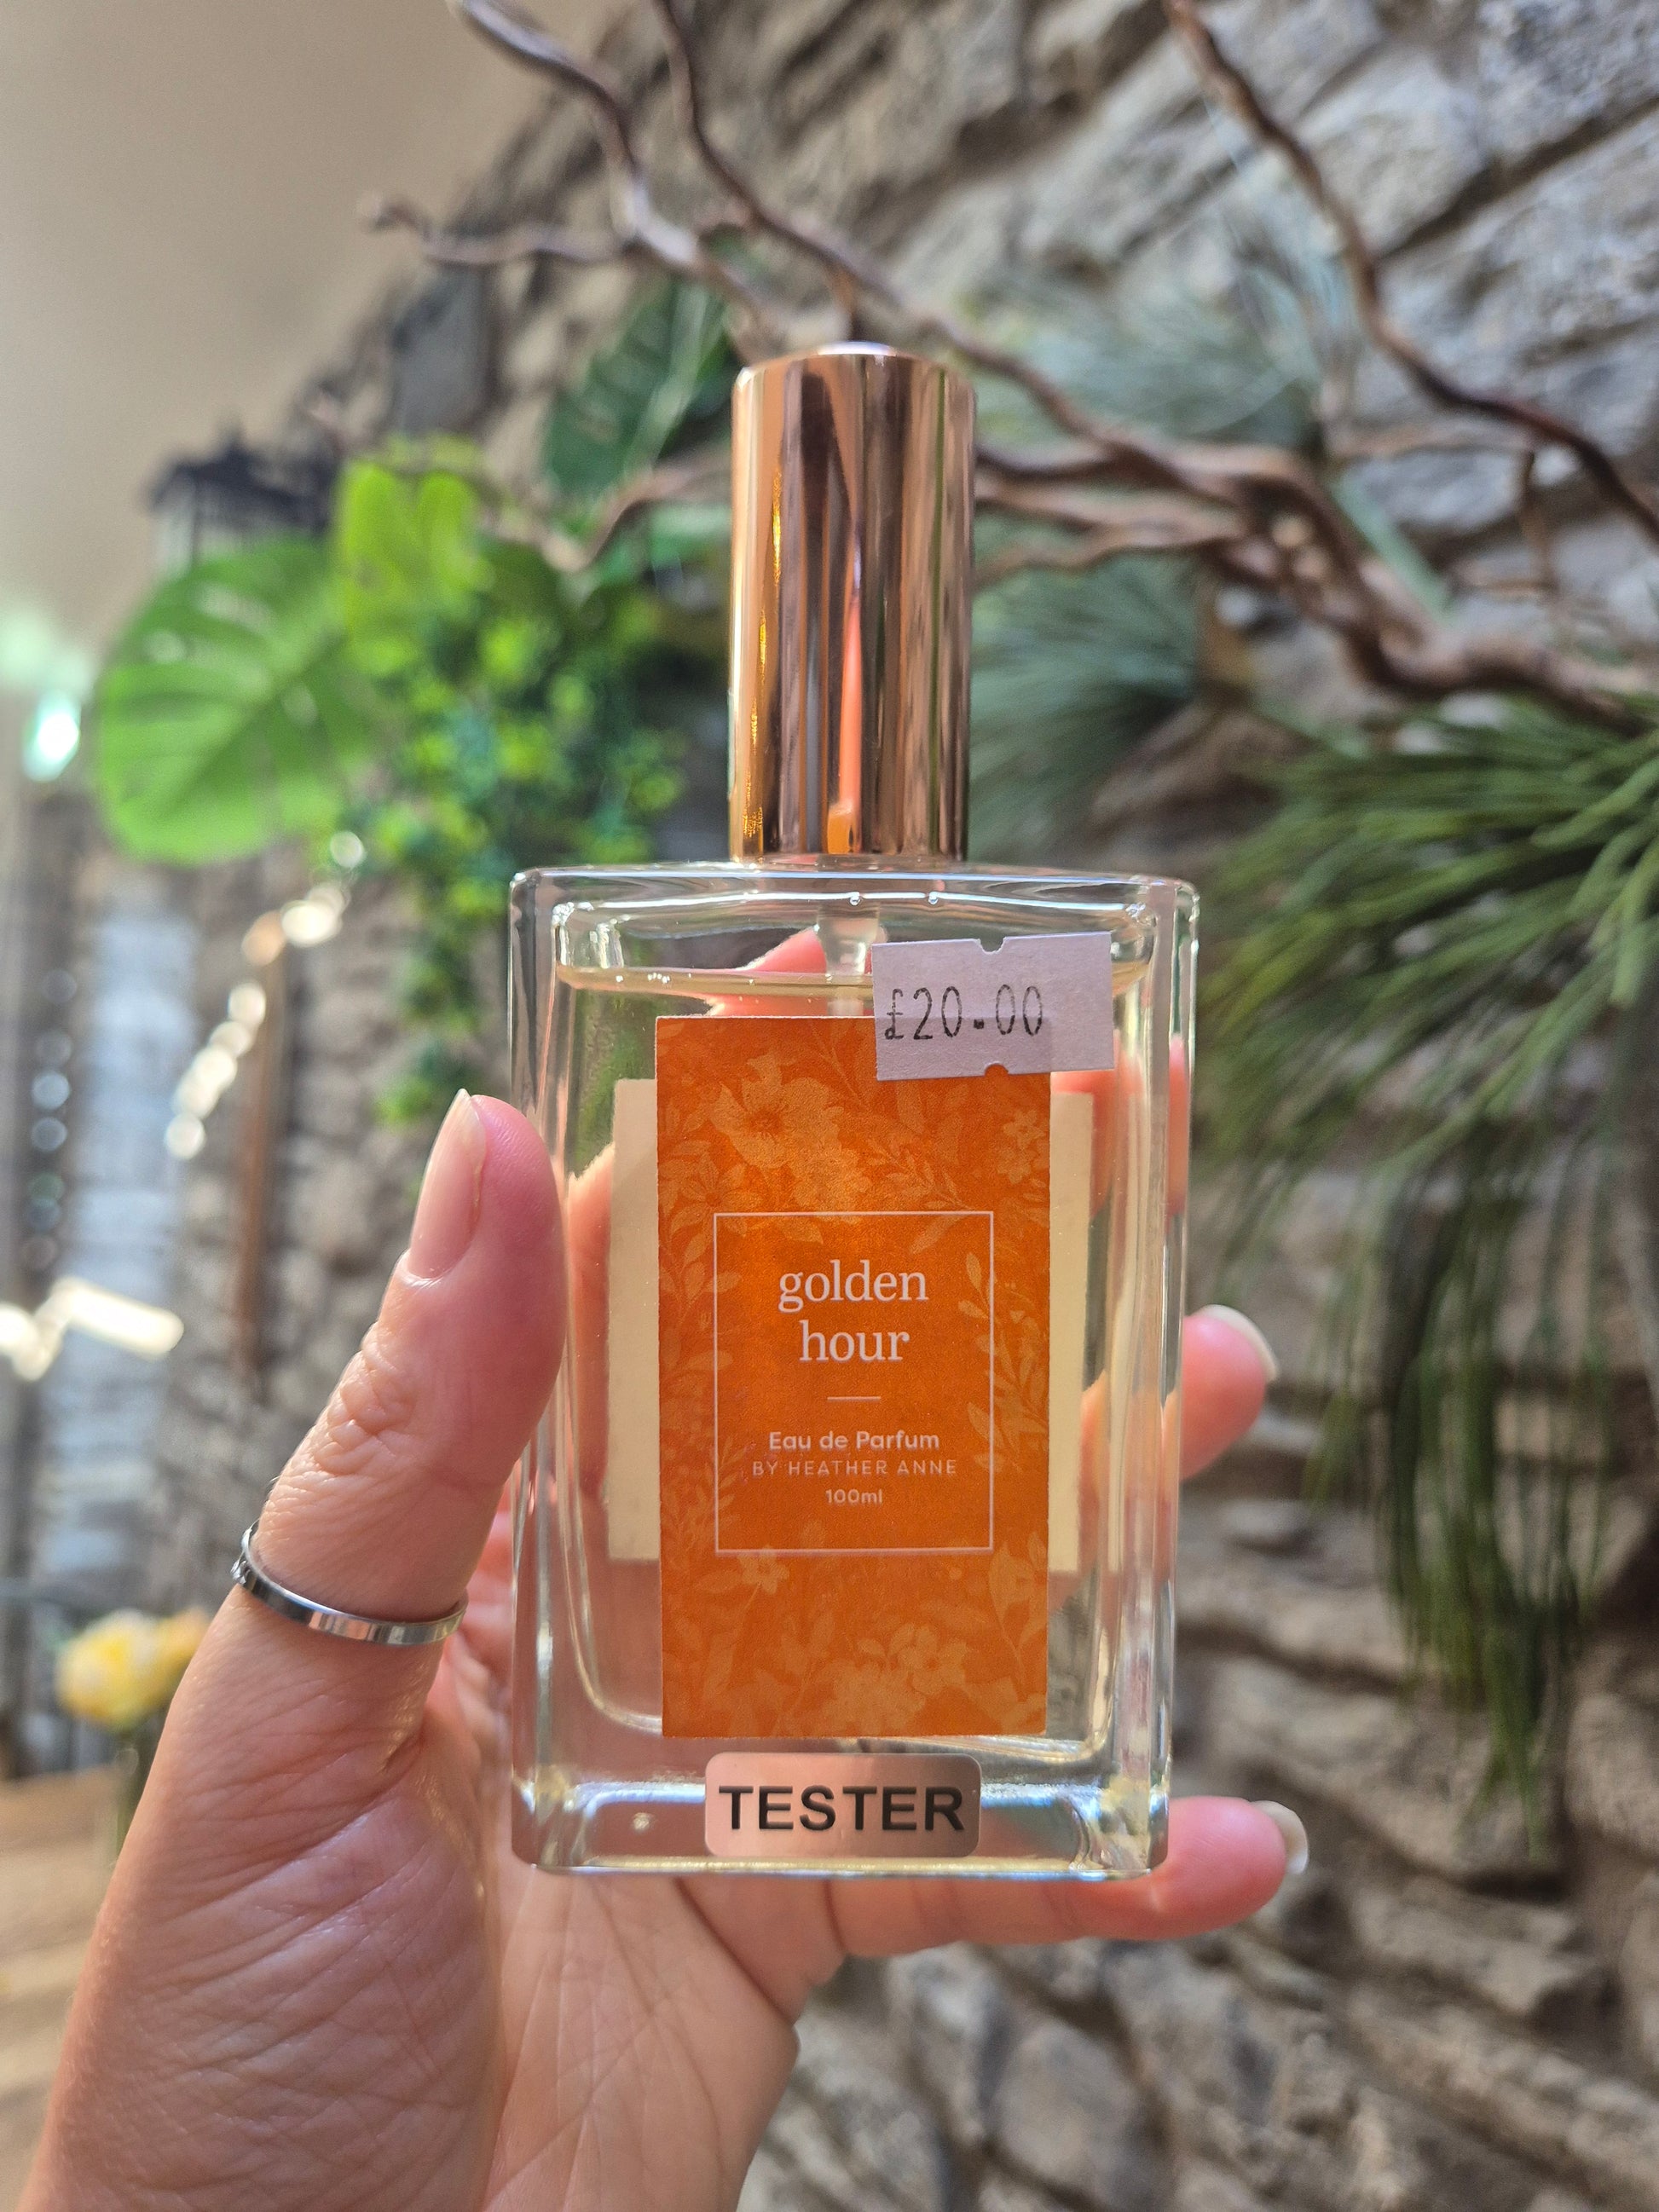 £20.00
golden
hour
Eau de Parfum
BY HEATHER ANNE
100ml
TESTER